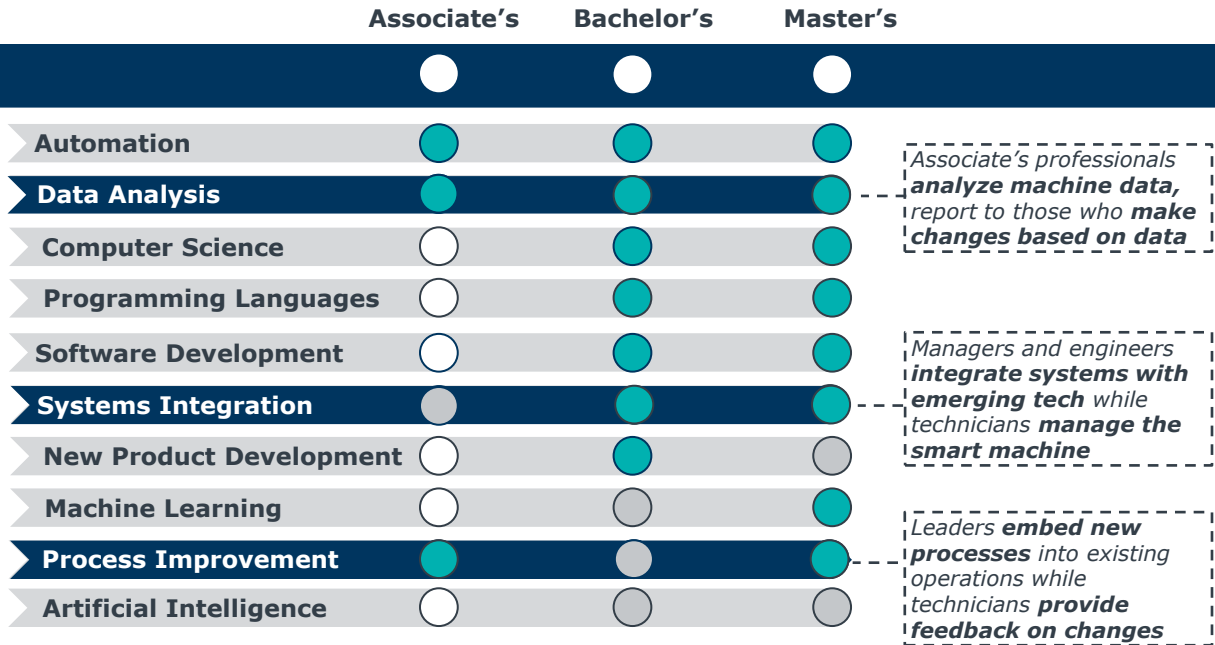 Associate's Bachelor's Master's
Automation
Data Analysis
Computer Science
Programming Languages
Software Development
Systems Integration
New Product Development
Machine Learning
Process Improvement
Artificial Intelligence
Associate's professionals
analyze machine data,
report to those who make
changes based on data
Managers and engineers
integrate systems with
emerging tech while
technicians manage the
smart machine
Leaders embed new
processes into existing
operations while
technicians provide
feedback on changes